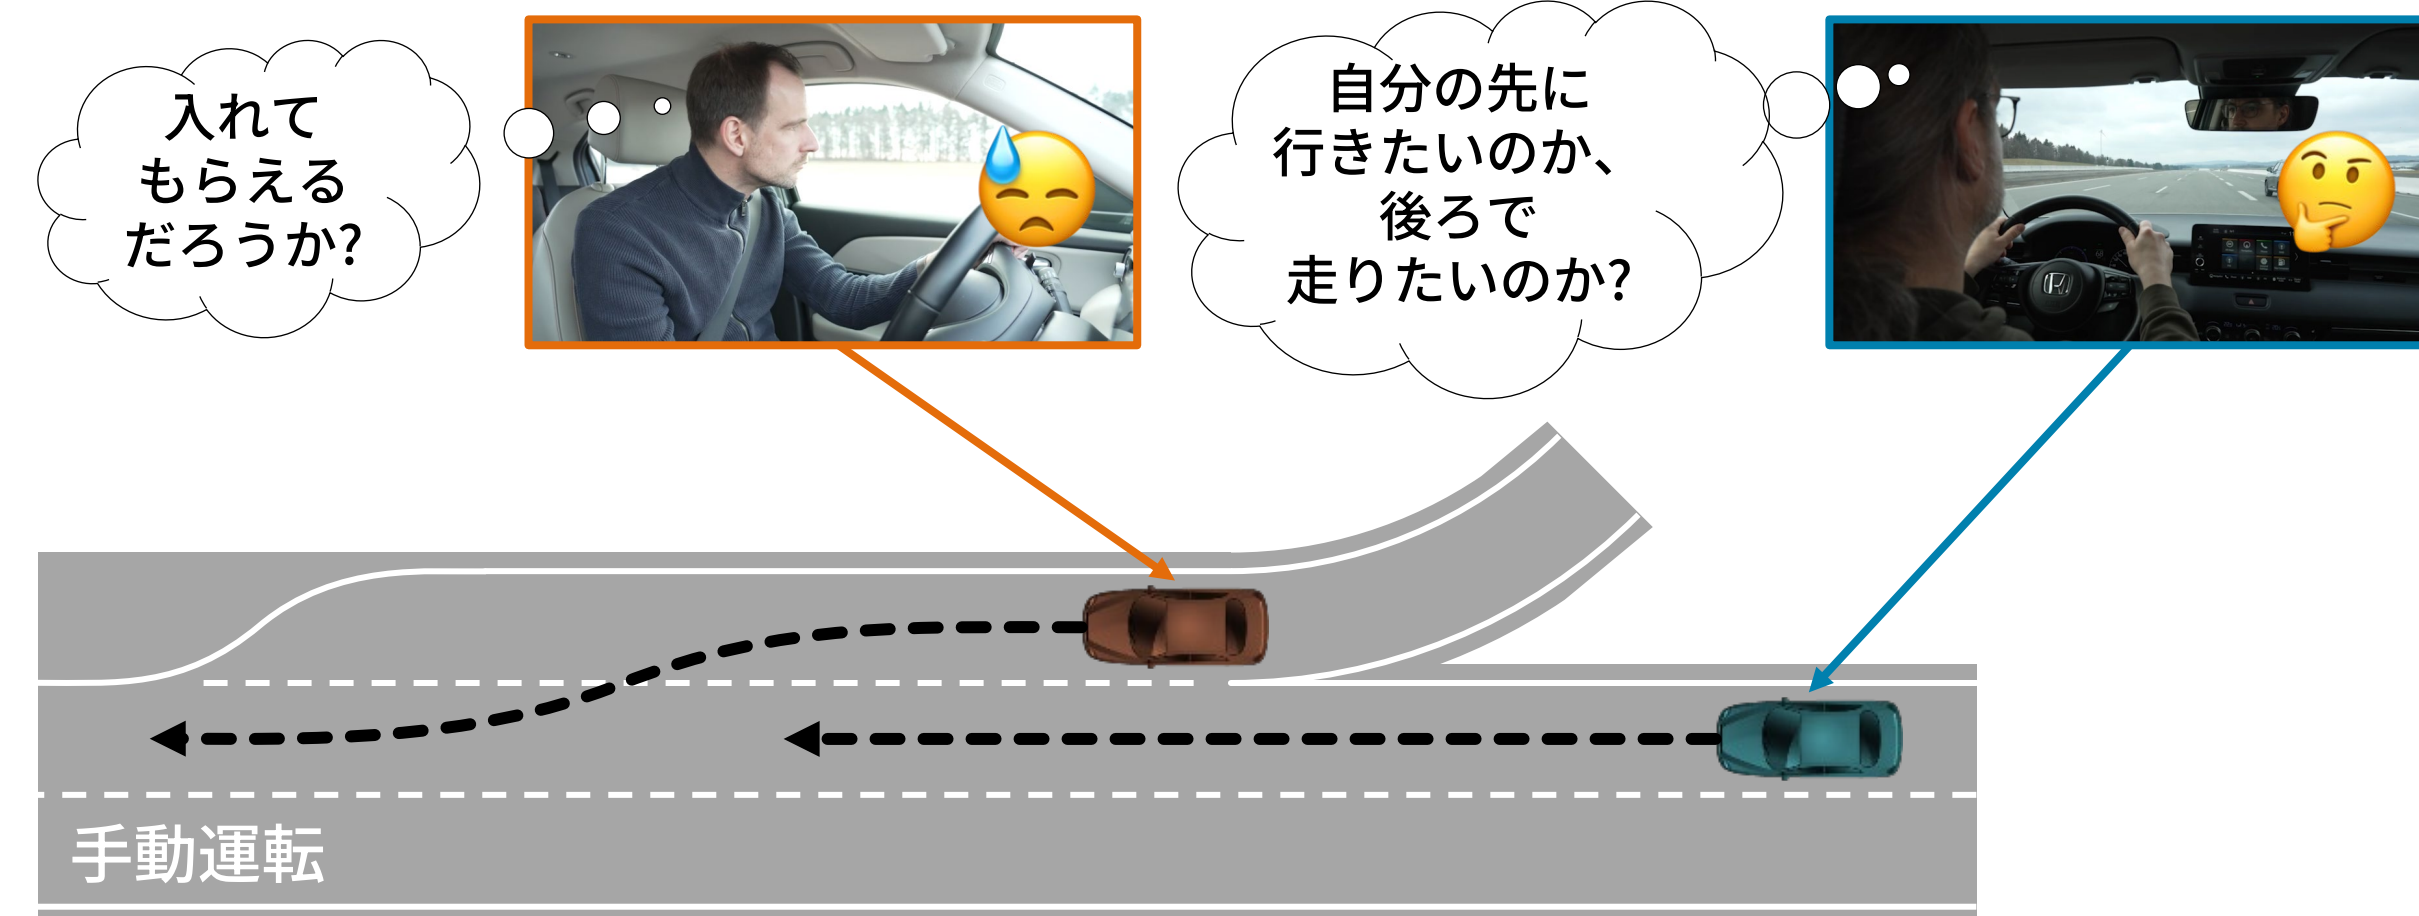 入れて
もらえる
だろうか?
自分の先に
行きたいのか、
後ろで
走りたいのか?
手動運転